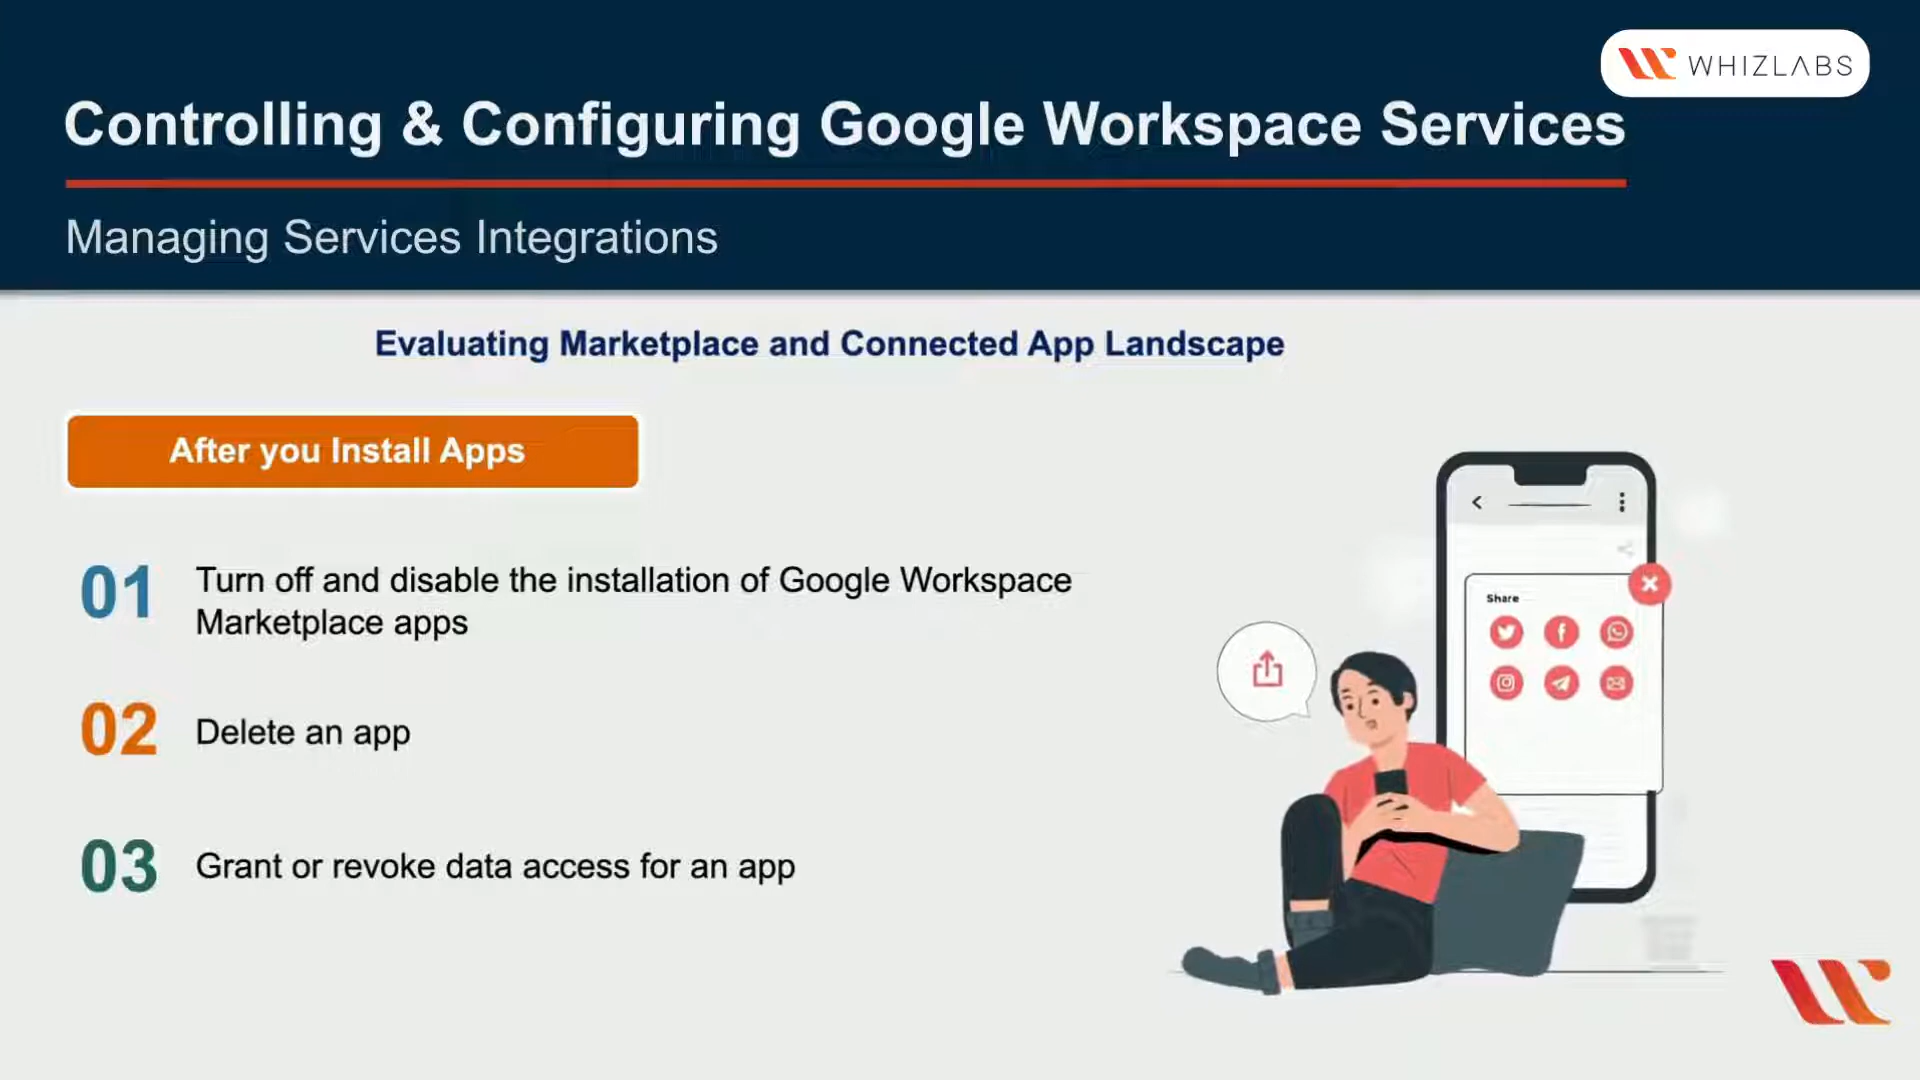 WHIZLABS
Controlling & Configuring Google Workspace Services
Managing Services Integrations
Evaluating Marketplace and Connected App Landscape
After you Install Apps
01
Turn off and disable the installation of Google Workspace
Marketplace apps
02
Delete an app
03
Grant or revoke data access for an app
Share